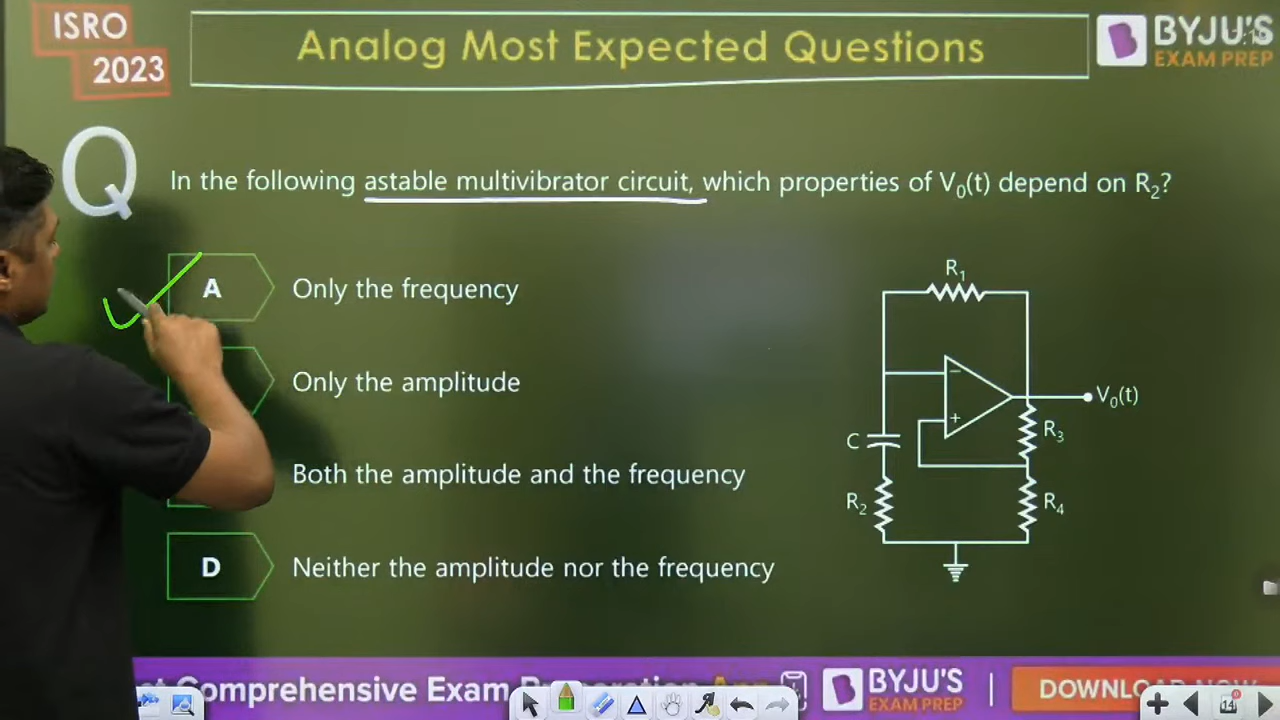 ISRO
2023
Analog Most Expected Questions
BYJU'S
EXAM PREP
Q
In the following astable multivibrator circuit, which properties of V0(t) depend on R2?
A
Only the frequency
Only the amplitude
Both the amplitude and the frequency
D
Neither the amplitude nor the frequency
R1
−
+
V0(t)
C
R3
R2
R4
Comprehensive Exam
BYJU'S
EXAM PREP
|
14